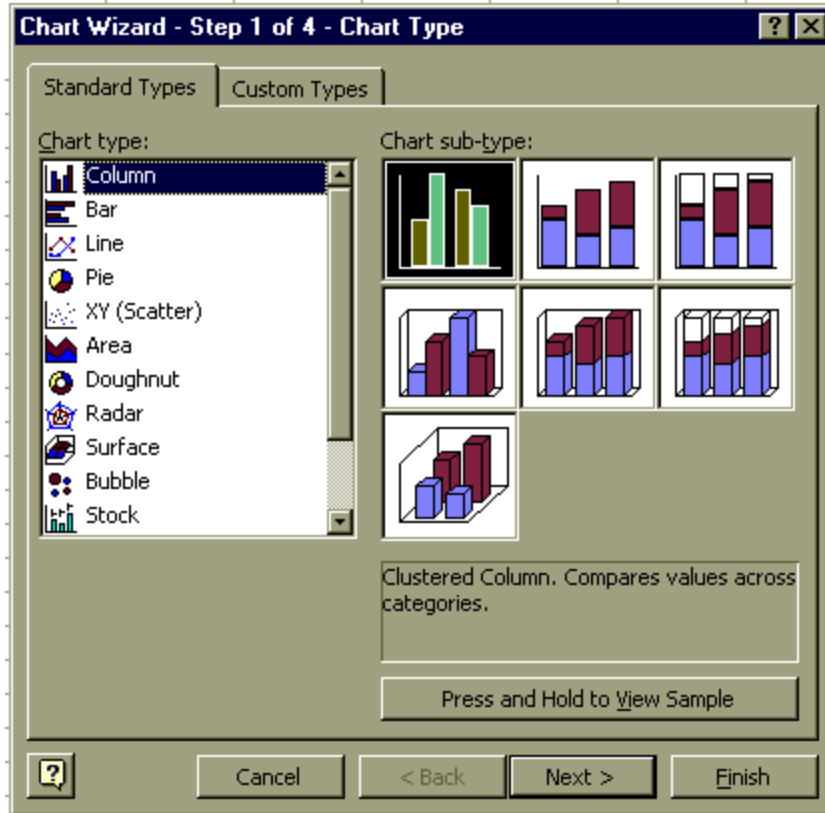 Chart Wizard - Step 1 of 4 - Chart Type
Standard Types
Custom Types
Chart type:
Column
Bar
Line
Pie
XY (Scatter)
Area
Doughnut
Radar
Surface
Bubble
Stock
Chart sub-type:
Clustered Column. Compares values across
categories.
Press and Hold to View Sample
Cancel
< Back
Next >
Finish